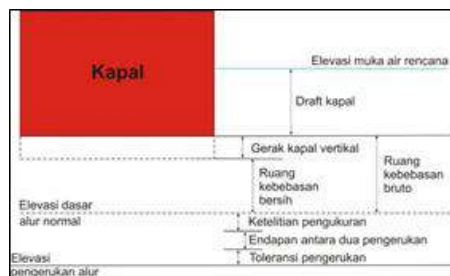 Kapal
Elevasi muka air rencana
Draft kapal
Gerak kapal vertikal
Ruang
kebebasan
bersih
Ruang
kebebasan
bruto
Elevasi dasar
alur normal
Ketelitian pengukuran
Endapan antara dua pengerukan
Toleransi pengerukan
Elevasi
pengerukan alur